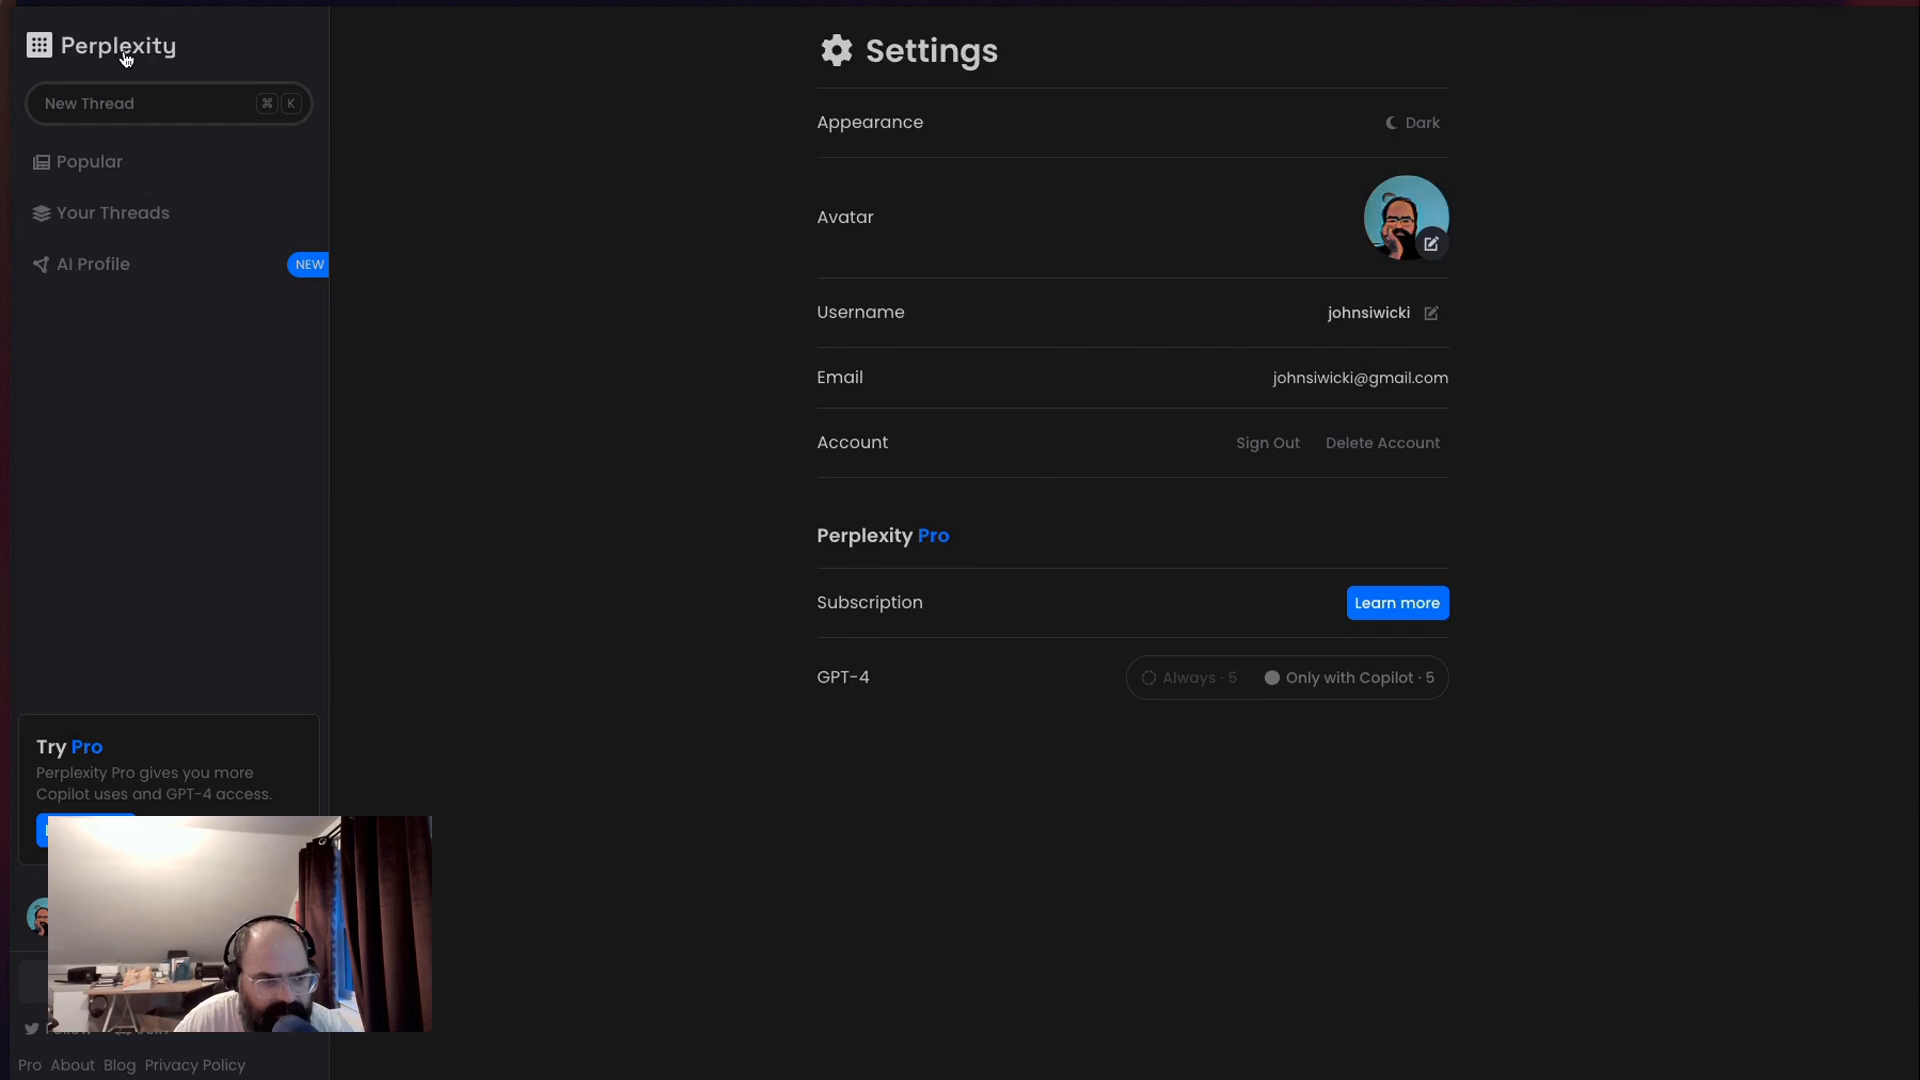 Perplexity
New Thread ⌘ K
Popular
Your Threads
AI Profile NEW
Try Pro
Perplexity Pro gives you more
Copilot uses and GPT-4 access.
Pro About Blog Privacy Policy
Settings
Appearance Dark
Avatar
Username johnsiwicki
Email johnsiwicki@gmail.com
Account Sign Out Delete Account
Perplexity Pro
Subscription Learn more
GPT-4 Always · 5 Only with Copilot · 5